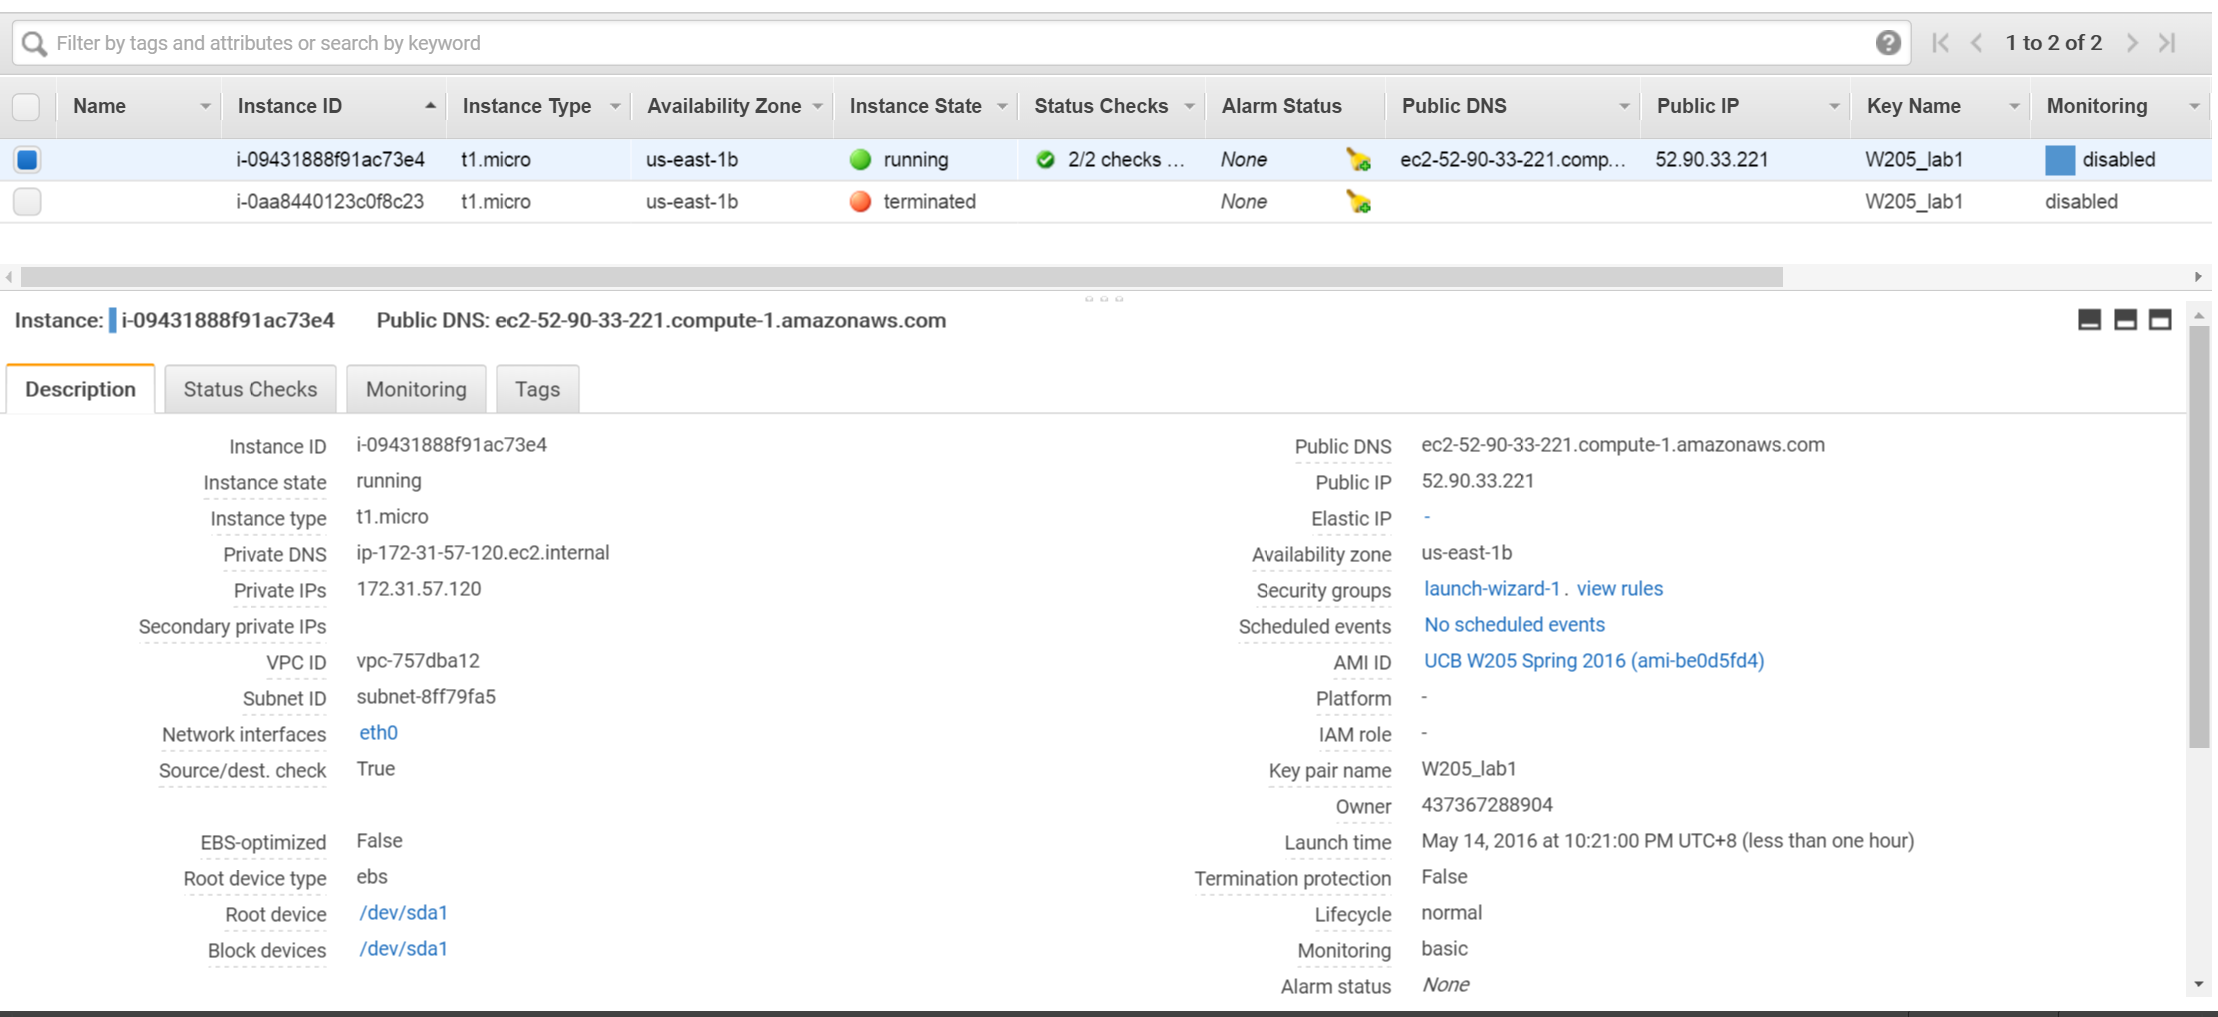 Filter by tags and attributes or search by keyword ? 1 to 2 of 2
Name Instance ID Instance Type Availability Zone Instance State Status Checks Alarm Status Public DNS Public IP Key Name Monitoring
i-09431888f91ac73e4 t1.micro us-east-1b running 2/2 checks ... None ec2-52-90-33-221.comp... 52.90.33.221 W205_lab1 disabled
i-0aa8440123c0f8c23 t1.micro us-east-1b terminated None W205_lab1 disabled
Instance: i-09431888f91ac73e4 Public DNS: ec2-52-90-33-221.compute-1.amazonaws.com
Description Status Checks Monitoring Tags
Instance ID i-09431888f91ac73e4
Instance state running
Instance type t1.micro
Private DNS ip-172-31-57-120.ec2.internal
Private IPs 172.31.57.120
Secondary private IPs
VPC ID vpc-757dba12
Subnet ID subnet-8ff79fa5
Network interfaces eth0
Source/dest. check True
EBS-optimized False
Root device type ebs
Root device /dev/sda1
Block devices /dev/sda1
Public DNS ec2-52-90-33-221.compute-1.amazonaws.com
Public IP 52.90.33.221
Elastic IP -
Availability zone us-east-1b
Security groups launch-wizard-1. view rules
Scheduled events No scheduled events
AMI ID UCB W205 Spring 2016 (ami-be0d5fd4)
Platform -
IAM role -
Key pair name W205_lab1
Owner 437367288904
Launch time May 14, 2016 at 10:21:00 PM UTC+8 (less than one hour)
Termination protection False
Lifecycle normal
Monitoring basic
Alarm status None